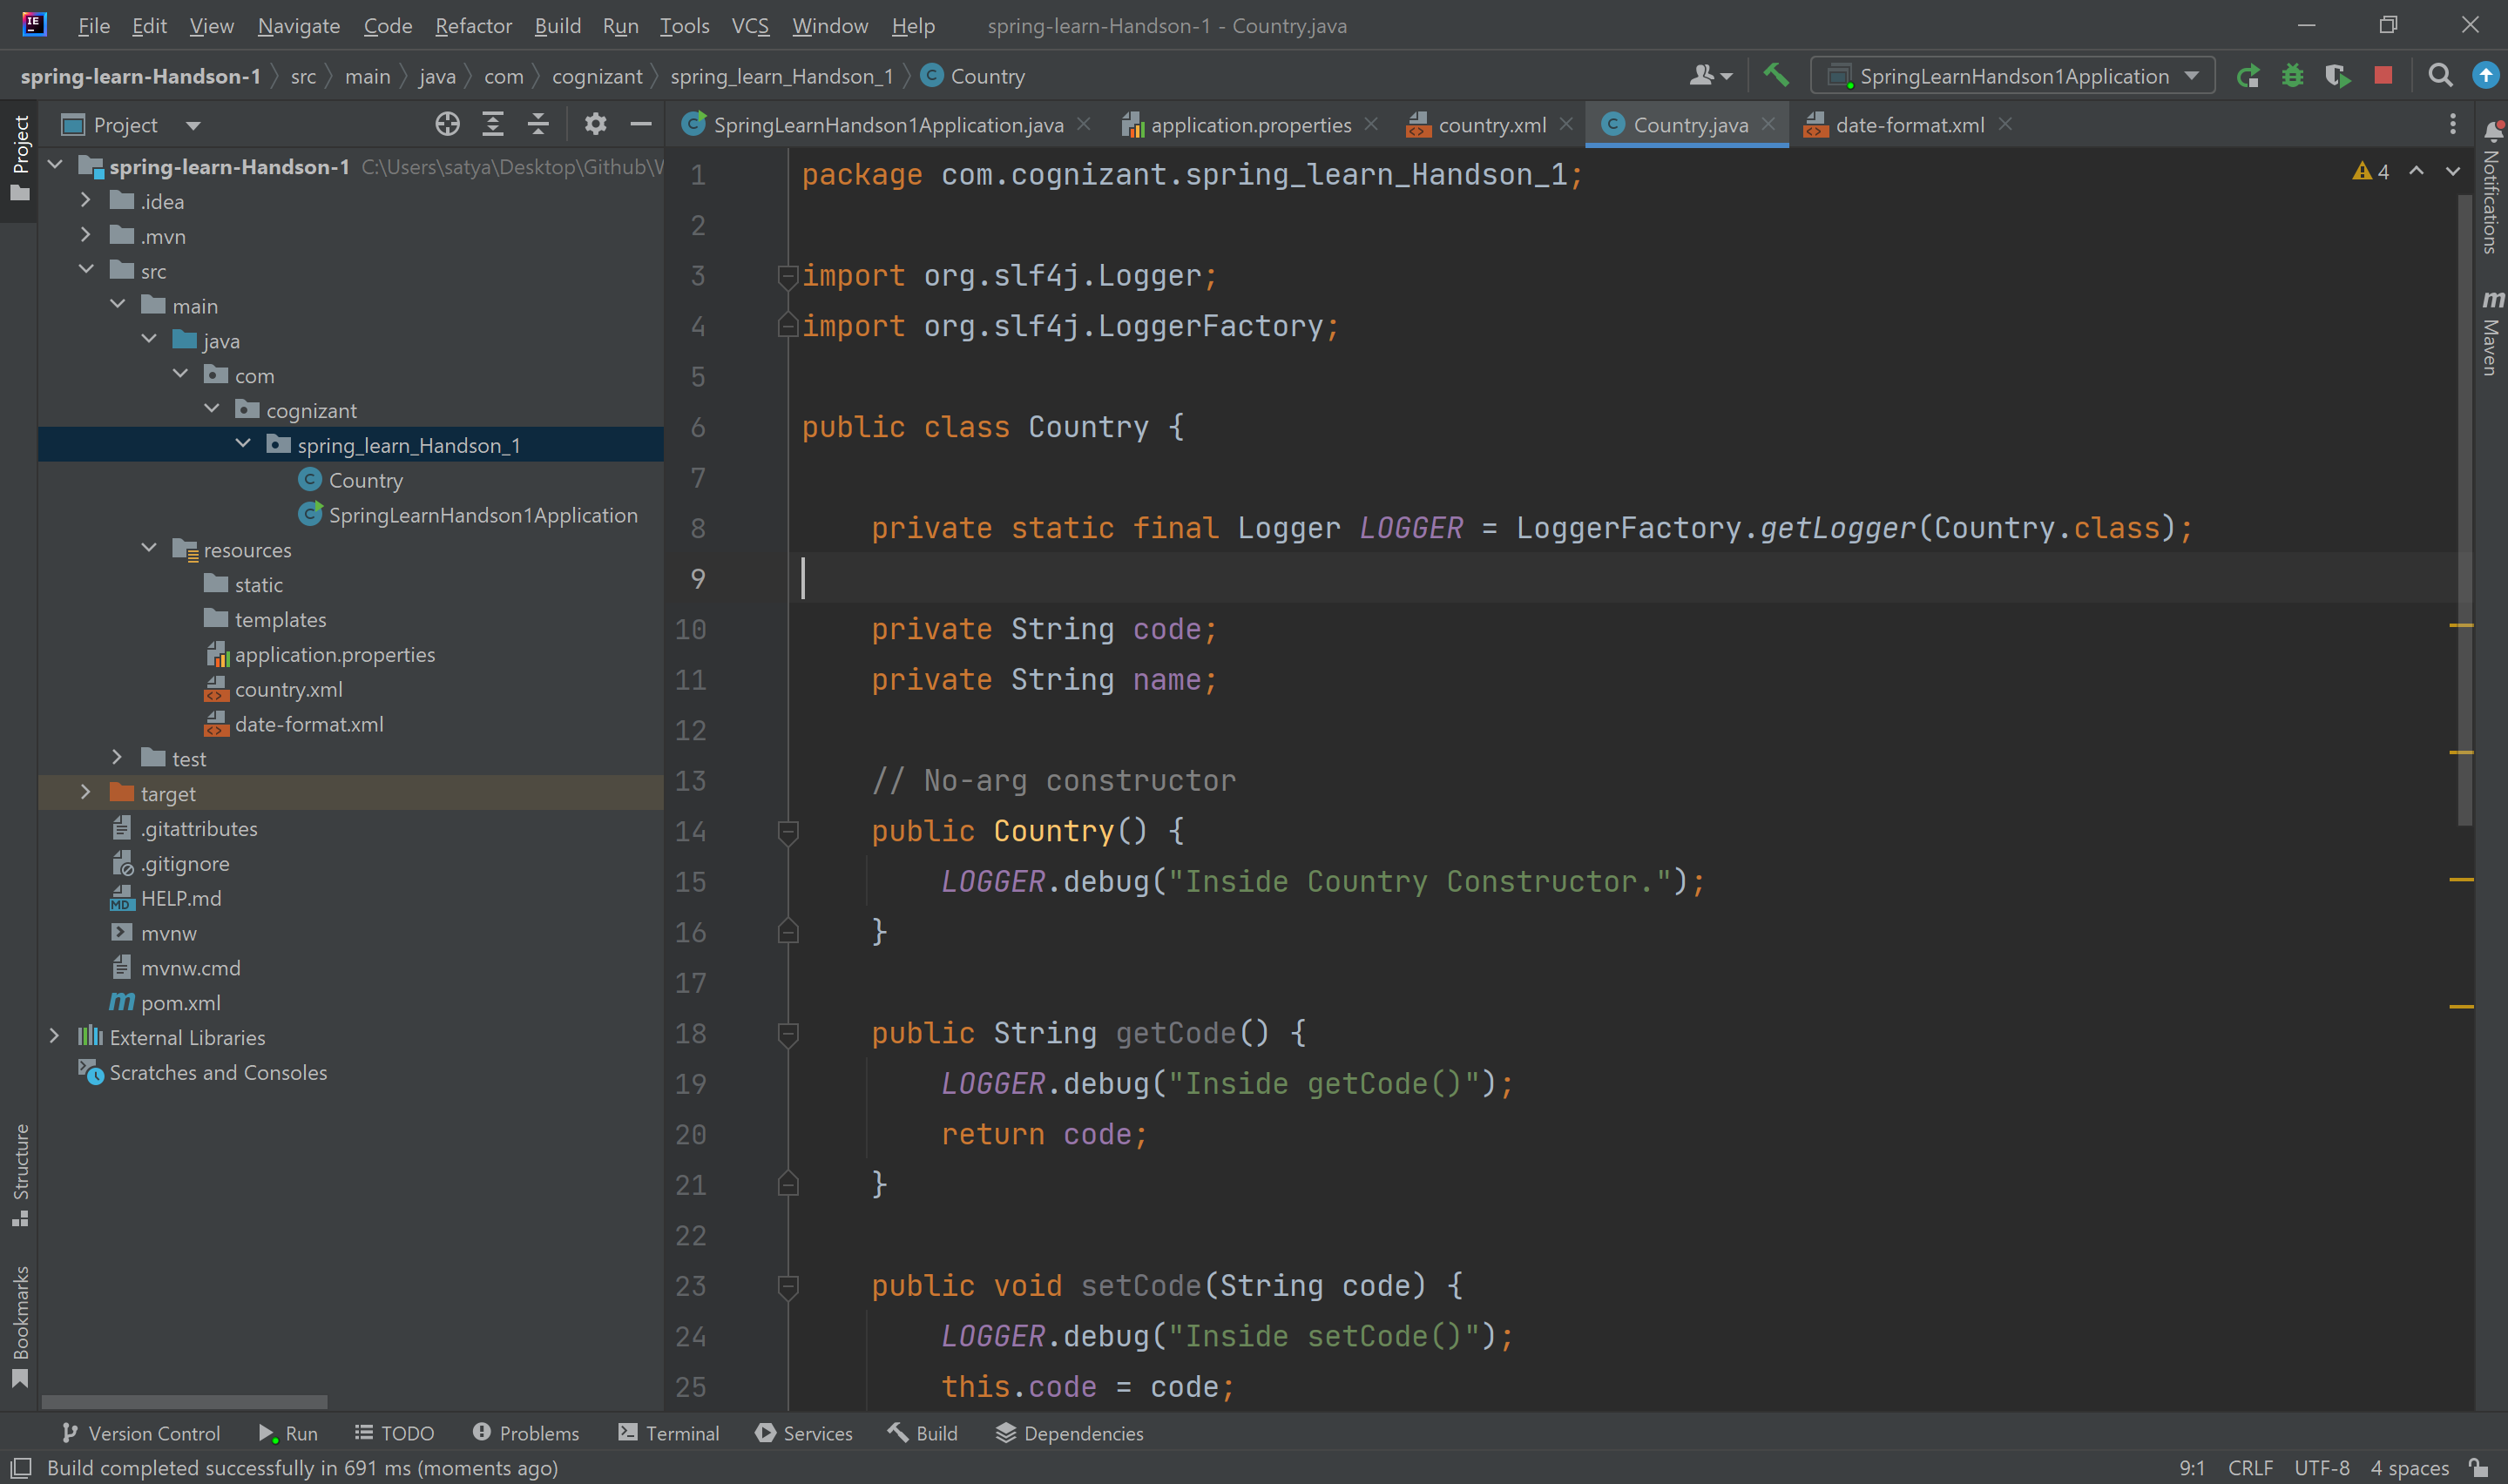 File Edit View Navigate Code Refactor Build Run Tools VCS Window Help spring-learn-Handson-1 - Country.java
spring-learn-Handson-1 src main java com cognizant spring_learn_Handson_1 Country SpringLearnHandson1Application
Project
SpringLearnHandson1Application.java application.properties country.xml Country.java date-format.xml
Project
Structure
Bookmarks
spring-learn-Handson-1 C:\Users\satya\Desktop\Github\
.idea
.mvn
src
main
java
com
cognizant
spring_learn_Handson_1
Country
SpringLearnHandson1Application
resources
static
templates
application.properties
country.xml
date-format.xml
test
target
.gitattributes
.gitignore
HELP.md
mvnw
mvnw.cmd
pom.xml
External Libraries
Scratches and Consoles
4
1 package com.cognizant.spring_learn_Handson_1;
2
3 import org.slf4j.Logger;
4 import org.slf4j.LoggerFactory;
5
6 public class Country {
7
8 private static final Logger LOGGER = LoggerFactory.getLogger(Country.class);
9
10 private String code;
11 private String name;
12
13 // No-arg constructor
14 public Country() {
15 LOGGER.debug("Inside Country Constructor.");
16 }
17
18 public String getCode() {
19 LOGGER.debug("Inside getCode()");
20 return code;
21 }
22
23 public void setCode(String code) {
24 LOGGER.debug("Inside setCode()");
25 this.code = code;
Notifications
Maven
Version Control Run TODO Problems Terminal Services Build Dependencies
Build completed successfully in 691 ms (moments ago) 9:1 CRLF UTF-8 4 spaces